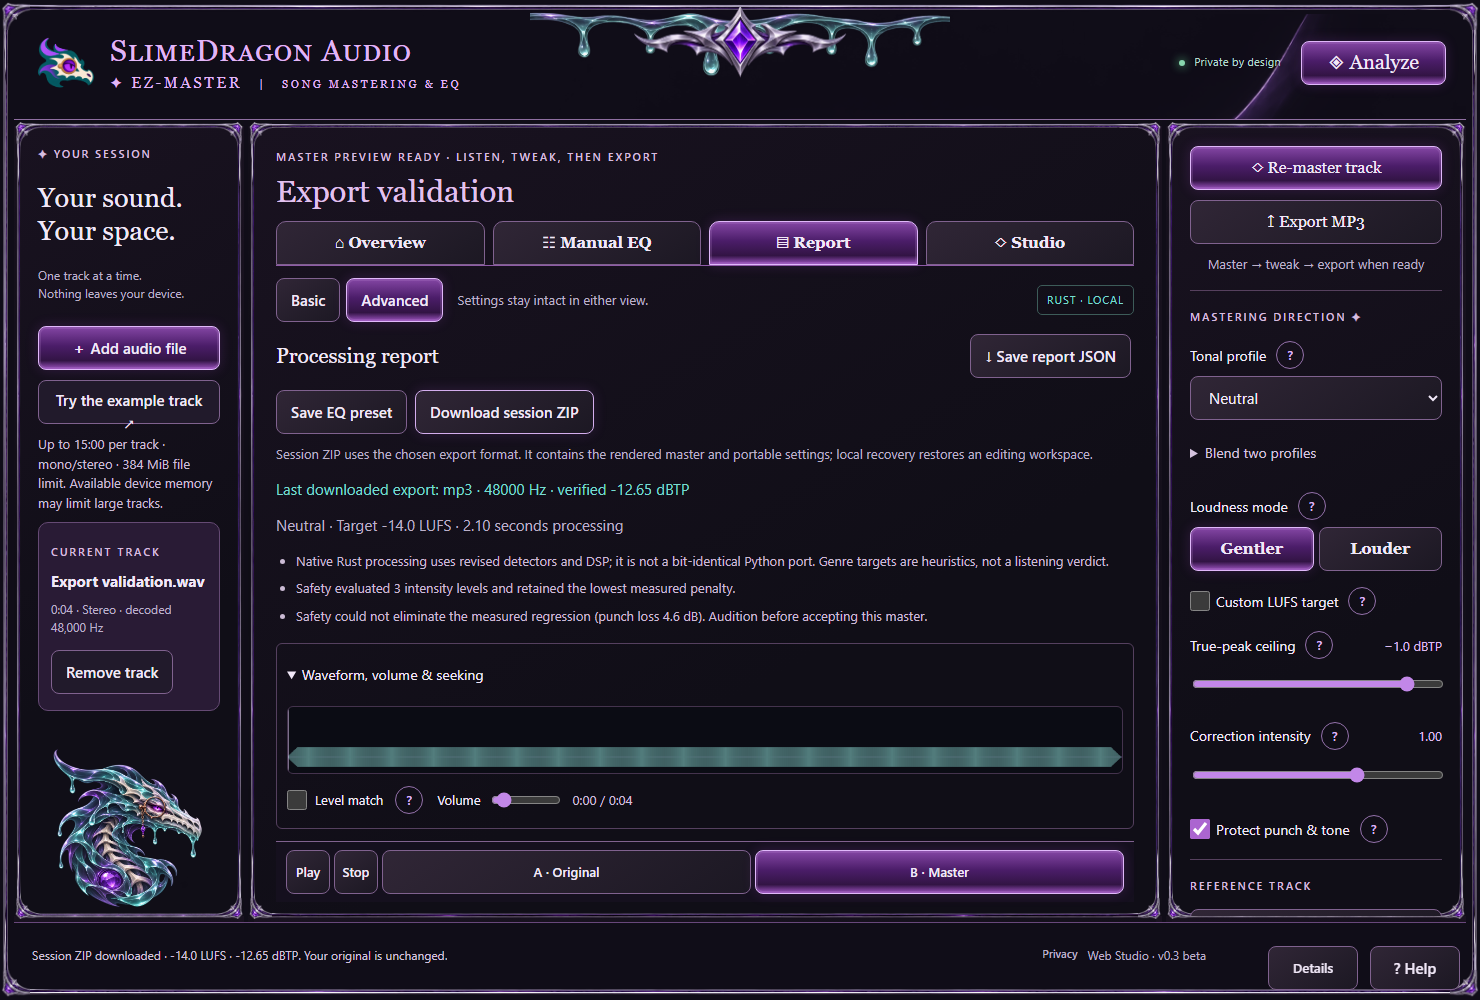 SlimeDragon Audio
✦ EZ-MASTER | SONG MASTERING & EQ
Private by design
◈ Analyze
✦ YOUR SESSION
Your sound.
Your space.
One track at a time.
Nothing leaves your device.
+ Add audio file
Try the example track
↗
Up to 15:00 per track ·
mono/stereo · 384 MiB file
limit. Available device memory
may limit large tracks.
CURRENT TRACK
Export validation.wav
0:04 · Stereo · decoded
48,000 Hz
Remove track
MASTER PREVIEW READY · LISTEN, TWEAK, THEN EXPORT
Export validation
⌂ Overview
☷ Manual EQ
▤ Report
◇ Studio
Basic
Advanced
Settings stay intact in either view.
RUST · LOCAL
Processing report
↓ Save report JSON
Save EQ preset
Download session ZIP
Session ZIP uses the chosen export format. It contains the rendered master and portable settings; local recovery restores an editing workspace.
Last downloaded export: mp3 · 48000 Hz · verified -12.65 dBTP
Neutral · Target -14.0 LUFS · 2.10 seconds processing
• Native Rust processing uses revised detectors and DSP; it is not a bit-identical Python port. Genre targets are heuristics, not a listening verdict.
• Safety evaluated 3 intensity levels and retained the lowest measured penalty.
• Safety could not eliminate the measured regression (punch loss 4.6 dB). Audition before accepting this master.
▼ Waveform, volume & seeking
Level match ? Volume 0:00 / 0:04
Play
Stop
A · Original
B · Master
◇ Re-master track
↑ Export MP3
Master → tweak → export when ready
MASTERING DIRECTION ✦
Tonal profile ?
Neutral
▶ Blend two profiles
Loudness mode ?
Gentler
Louder
Custom LUFS target ?
True-peak ceiling ? −1.0 dBTP
Correction intensity ? 1.00
Protect punch & tone ?
REFERENCE TRACK
Session ZIP downloaded · -14.0 LUFS · -12.65 dBTP. Your original is unchanged.
Privacy Web Studio · v0.3 beta
Details
? Help